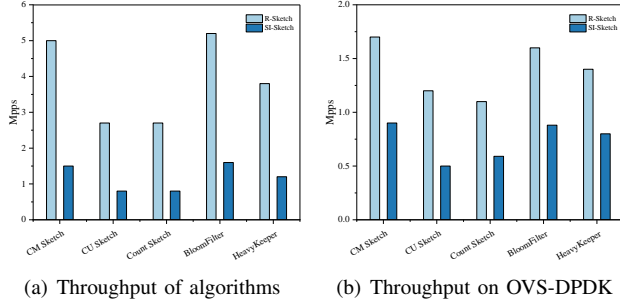 R-Sketch
SI-Sketch
6
5
4
3
2
1
0
Mpps
CM Sketch
CU Sketch
Count Sketch
BloomFilter
HeavyKeeper
(a) Throughput of algorithms
R-Sketch
SI-Sketch
2.0
1.5
1.0
0.5
0.0
Mpps
CM Sketch
CU Sketch
Count Sketch
BloomFilter
HeavyKeeper
(b) Throughput on OVS-DPDK